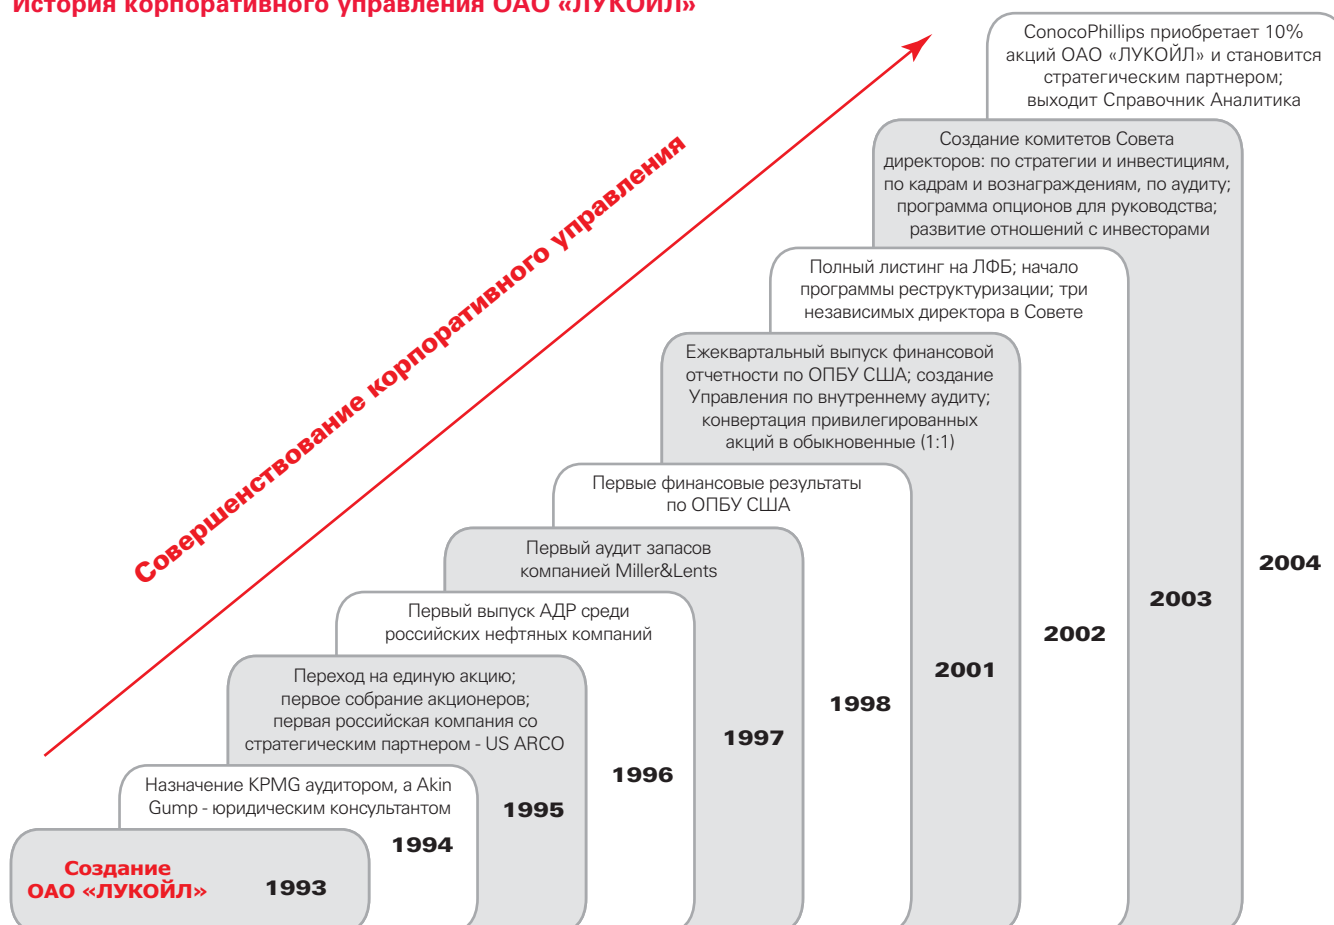 История корпоративного управления ОАО «ЛУКОЙЛ»
ConocoPhillips приобретает 10%
акций ОАО «ЛУКОЙЛ» и становится
стратегическим партнером;
выходит Справочник Аналитика
2004
Создание комитетов Совета
директоров: по стратегии и инвестициям,
по кадрам и вознаграждениям, по аудиту;
программа опционов для руководства;
развитие отношений с инвесторами
2003
Полный листинг на ЛФБ; начало
программы реструктуризации; три
независимых директора в Совете
2002
Ежеквартальный выпуск финансовой
отчетности по ОПБУ США; создание
Управления по внутреннему аудиту;
конвертация привилегированных
акций в обыкновенные (1:1)
2001
Первые финансовые результаты
по ОПБУ США
1998
Первый аудит запасов
компанией Miller&Lents
1997
Первый выпуск АДР среди
российских нефтяных компаний
1996
Переход на единую акцию;
первое собрание акционеров;
первая российская компания со
стратегическим партнером - US ARCO
1995
Назначение KPMG аудитором, а Akin
Gump - юридическим консультантом
1994
Создание
ОАО «ЛУКОЙЛ»
1993
Совершенствование корпоративного управления